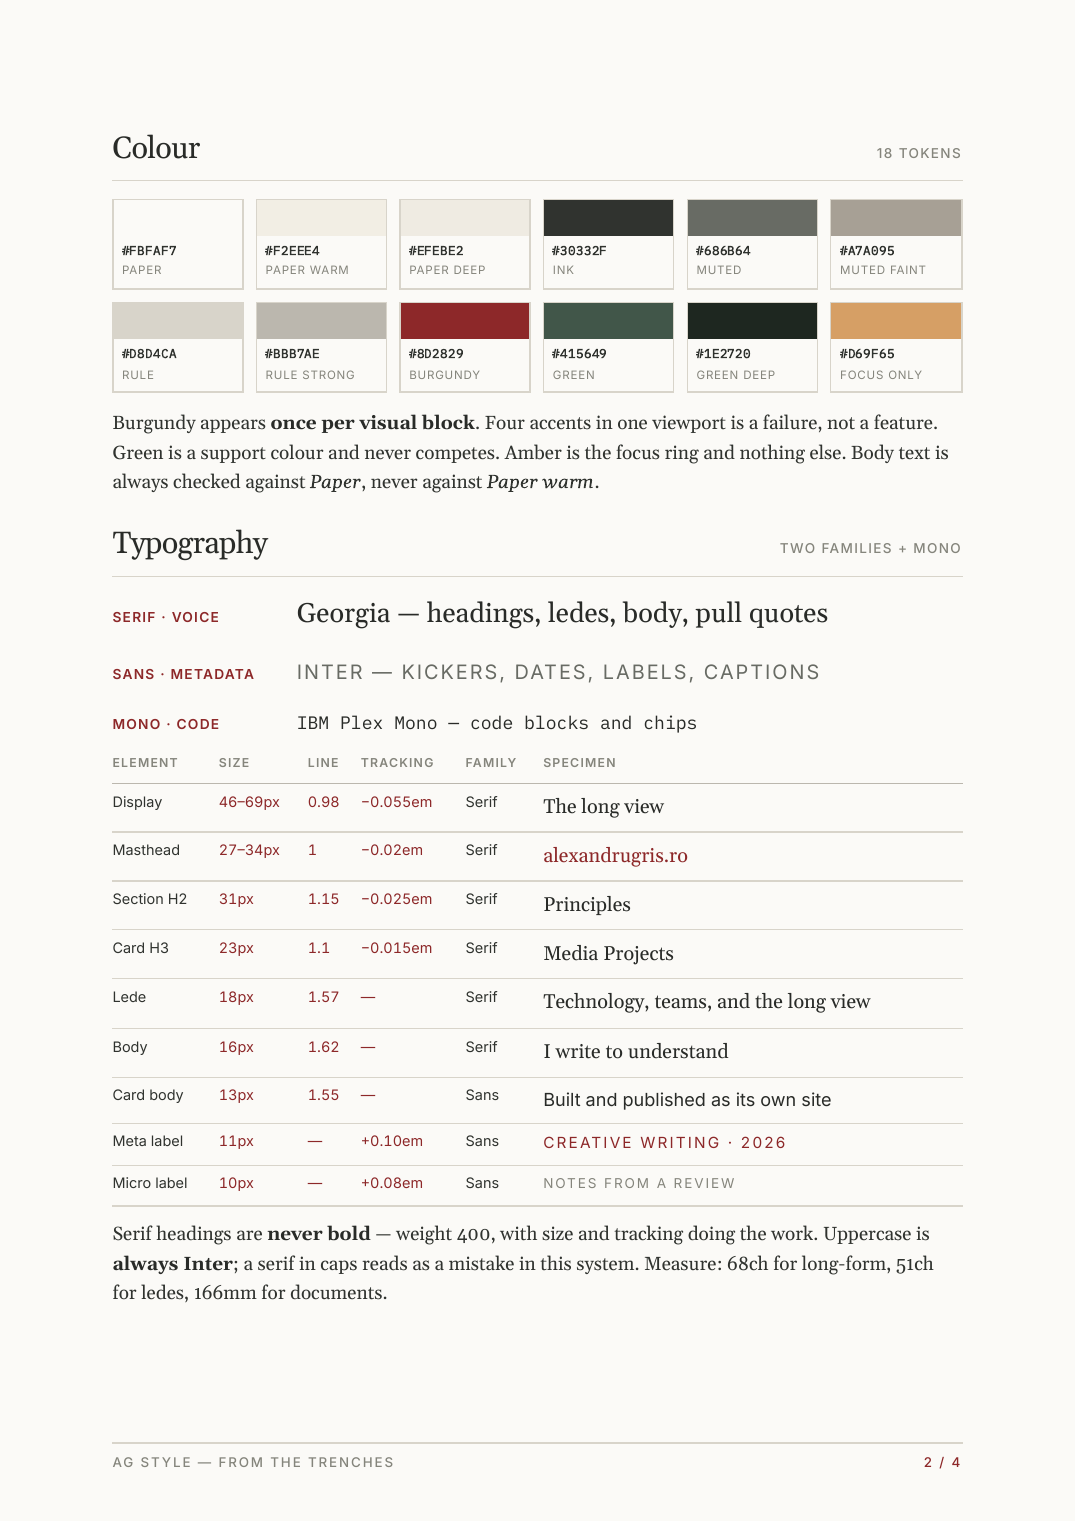 Colour
18 TOKENS
#FBFAF7 #F2EEE4 #EFEBE2 #30332F #686B64 #A7A095
PAPER PAPER WARM PAPER DEEP INK MUTED MUTED FAINT
#D8D4CA #BBB7AE #8D2829 #415649 #1E2720 #D69F65
RULE RULE STRONG BURGUNDY GREEN GREEN DEEP FOCUS ONLY
Burgundy appears once per visual block. Four accents in one viewport is a failure, not a feature.
Green is a support colour and never competes. Amber is the focus ring and nothing else. Body text is
always checked against Paper, never against Paper warm.
Typography
TWO FAMILIES + MONO
SERIF · VOICE Georgia — headings, ledes, body, pull quotes
SANS · METADATA INTER — KICKERS, DATES, LABELS, CAPTIONS
MONO · CODE IBM Plex Mono — code blocks and chips
ELEMENT SIZE LINE TRACKING FAMILY SPECIMEN
Display 46–69px 0.98 −0.055em Serif The long view
Masthead 27–34px 1 −0.02em Serif alexandrugris.ro
Section H2 31px 1.15 −0.025em Serif Principles
Card H3 23px 1.1 −0.015em Serif Media Projects
Lede 18px 1.57 — Serif Technology, teams, and the long view
Body 16px 1.62 — Serif I write to understand
Card body 13px 1.55 — Sans Built and published as its own site
Meta label 11px — +0.10em Sans CREATIVE WRITING · 2026
Micro label 10px — +0.08em Sans NOTES FROM A REVIEW
Serif headings are never bold — weight 400, with size and tracking doing the work. Uppercase is
always Inter; a serif in caps reads as a mistake in this system. Measure: 68ch for long-form, 51ch
for ledes, 166mm for documents.
AG STYLE — FROM THE TRENCHES
2 / 4